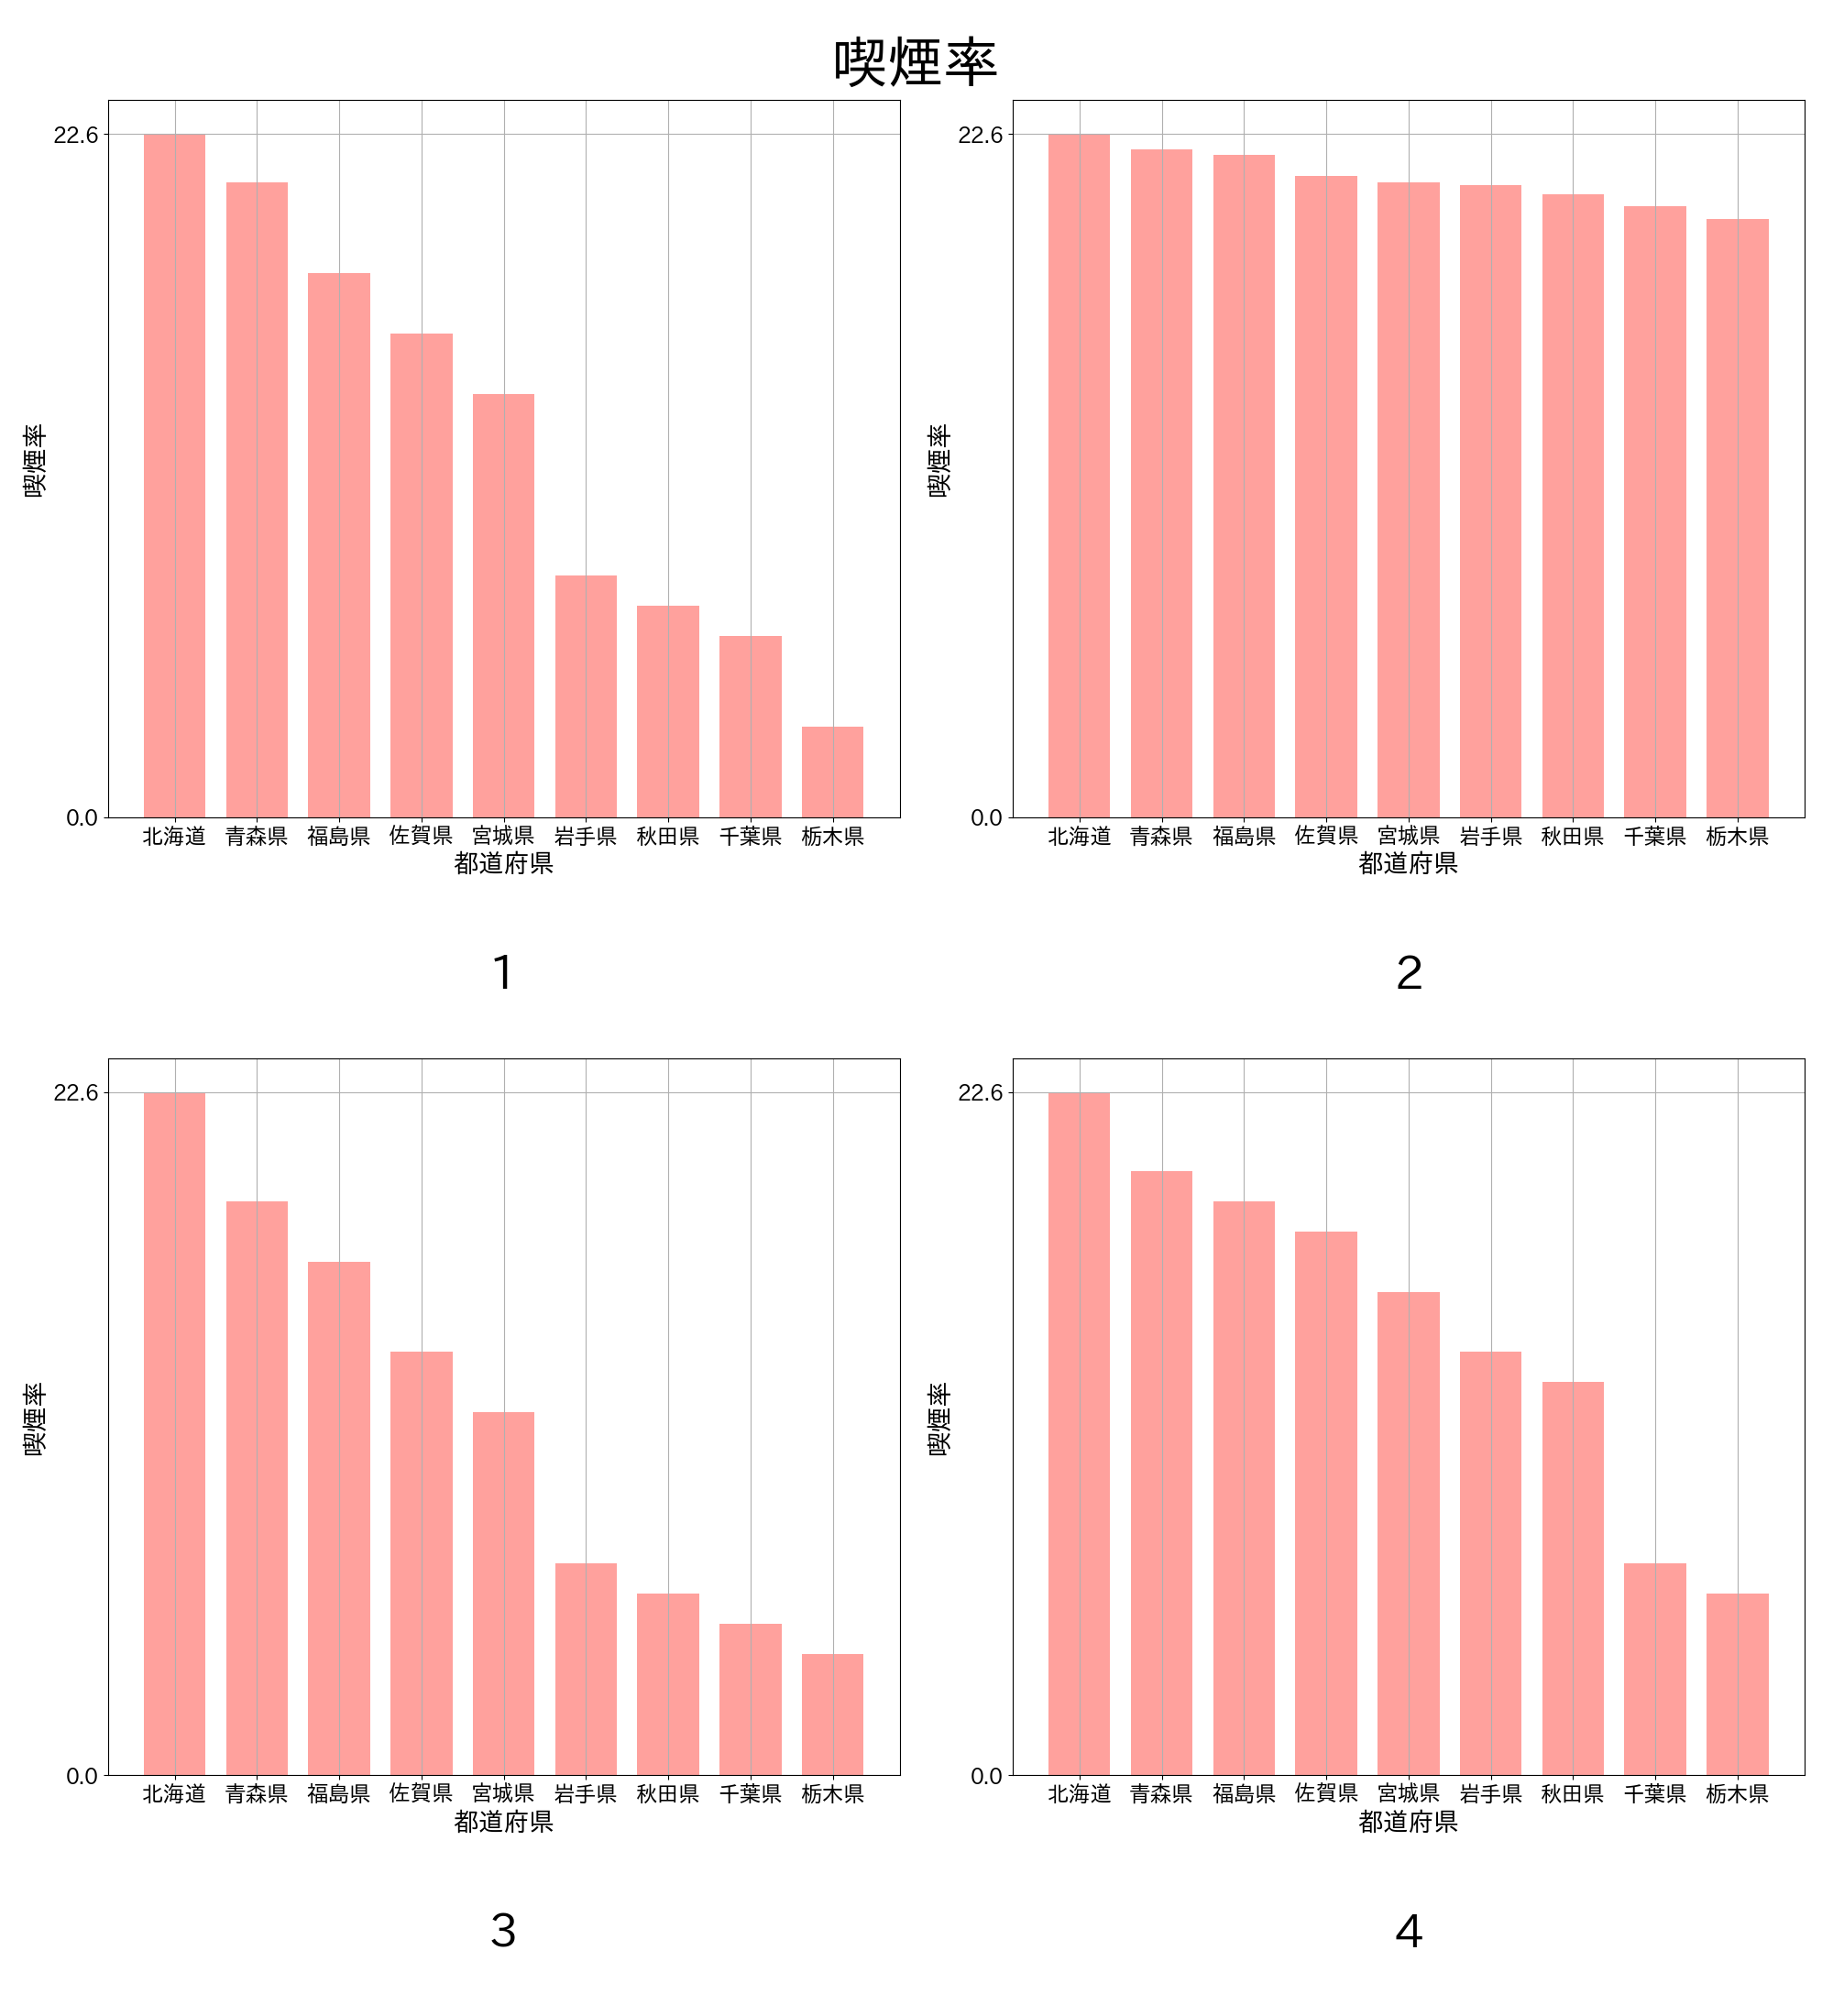 喫煙率
22.6
0.0
喫煙率
北海道 青森県 福島県 佐賀県 宮城県 岩手県 秋田県 千葉県 栃木県
都道府県
1
22.6
0.0
喫煙率
北海道 青森県 福島県 佐賀県 宮城県 岩手県 秋田県 千葉県 栃木県
都道府県
2
22.6
0.0
喫煙率
北海道 青森県 福島県 佐賀県 宮城県 岩手県 秋田県 千葉県 栃木県
都道府県
3
22.6
0.0
喫煙率
北海道 青森県 福島県 佐賀県 宮城県 岩手県 秋田県 千葉県 栃木県
都道府県
4